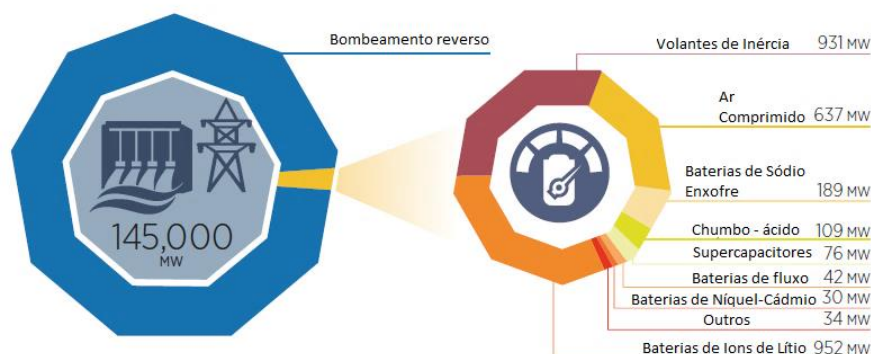 Bombeamento reverso
145,000
MW
Volantes de Inércia 931 MW
Ar
Comprimido 637 MW
Baterias de Sódio
Enxofre 189 MW
Chumbo - ácido 109 MW
Supercapacitores 76 MW
Baterias de fluxo 42 MW
Baterias de Níquel-Cádmio 30 MW
Outros 34 MW
Baterias de Ions de Lítio 952 MW